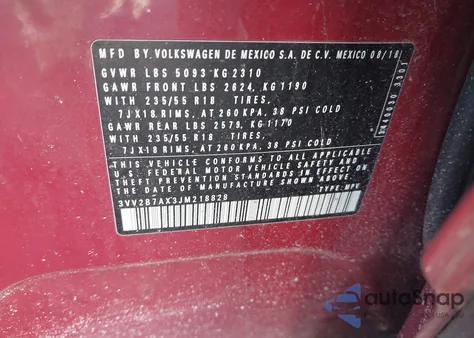 MFD.BY.VOLKSWAGEN DE MEXICO S.A. DE C.V. MEXICO 08/18
GVWR LBS 5093 KG 2310
GAWR FRONT LBS 2624, KG 1190
WITH 235/55 R18 TIRES,
7JX18.RIMS, AT 260 KPA, 38 PSI COLD
GAWR REAR LBS 2579, KG 1170
WITH 235/55 R18 TIRES,
7JX18.RIMS, AT 260 KPA, 38 PSI COLD
THIS VEHICLE CONFORMS TO ALL APPLICABLE
U.S. FEDERAL MOTOR VEHICLE SAFETY AND
THEFT PREVENTION STANDARDS IN EFFECT ON THE
DATE OF MANUFACTURE SHOWN ABOVE.
3VV2B7AX3JM218828 TYPE: MPV
autoSnap